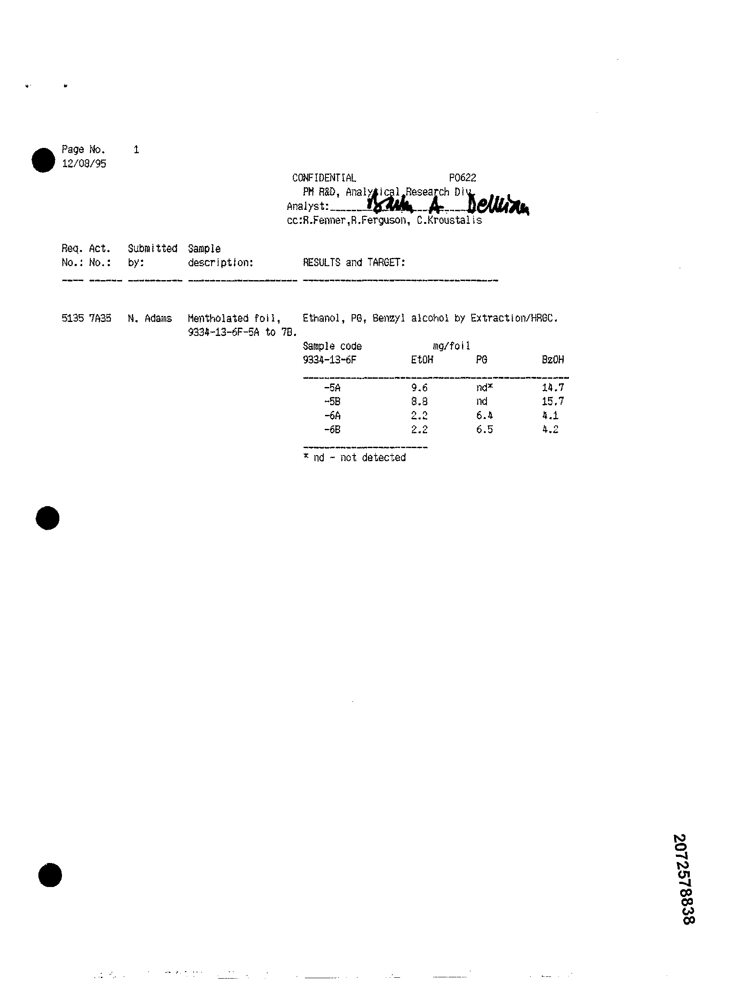 Page No. 1
12/08/95
CONFIDENTIAL P0622
PM R&D, Analytical Research Div.
Analyst: A. Dellman
cc:R.Fenner,R.Ferguson, C.Kroustalis
Req. Act. Submitted Sample
No.: No.: by: description: RESULTS and TARGET:
5135 7A35 N. Adams Mentholated foil, Ethanol, PG, Benzyl alcohol by Extraction/HRGC.
9334-13-6F-5A to 7B.
Sample code mg/foil
9334-13-6F EtOH PG BzOH
-5A 9.6 nd* 14.7
-5B 8.8 nd 15.7
-6A 2.2 6.4 4.1
-6B 2.2 6.5 4.2
* nd - not detected
2072578838